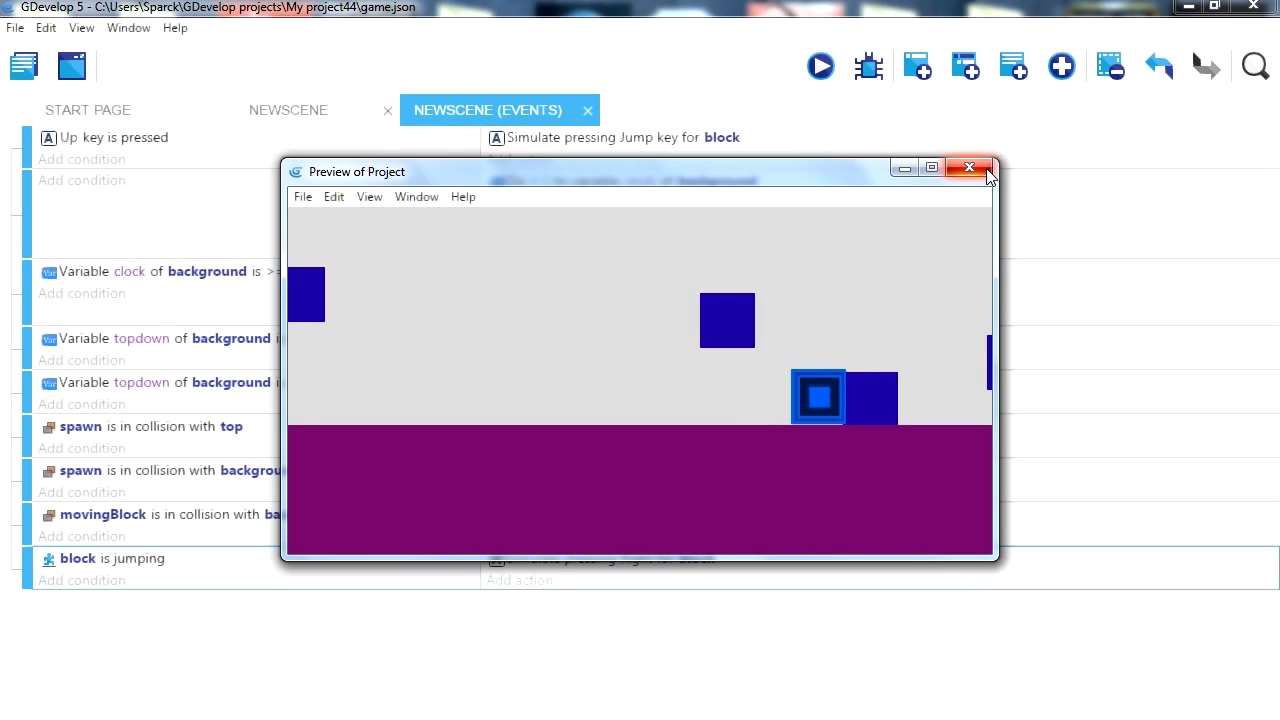 GDevelop 5 - C:\Users\Sparck\GDevelop projects\My project44\game.json
File Edit View Window Help
START PAGE NEWSCENE NEWSCENE (EVENTS)
Up key is pressed Simulate pressing Jump key for block
Add condition
Preview of Project
Add condition
File Edit View Window Help
Variable clock of background is >
Add condition
Variable topdown of background
Add condition
Variable topdown of background
Add condition
spawn is in collision with top
Add condition
spawn is in collision with
Add condition
movingBlock is in collision with
Add condition
block is jumping
Add condition Add action